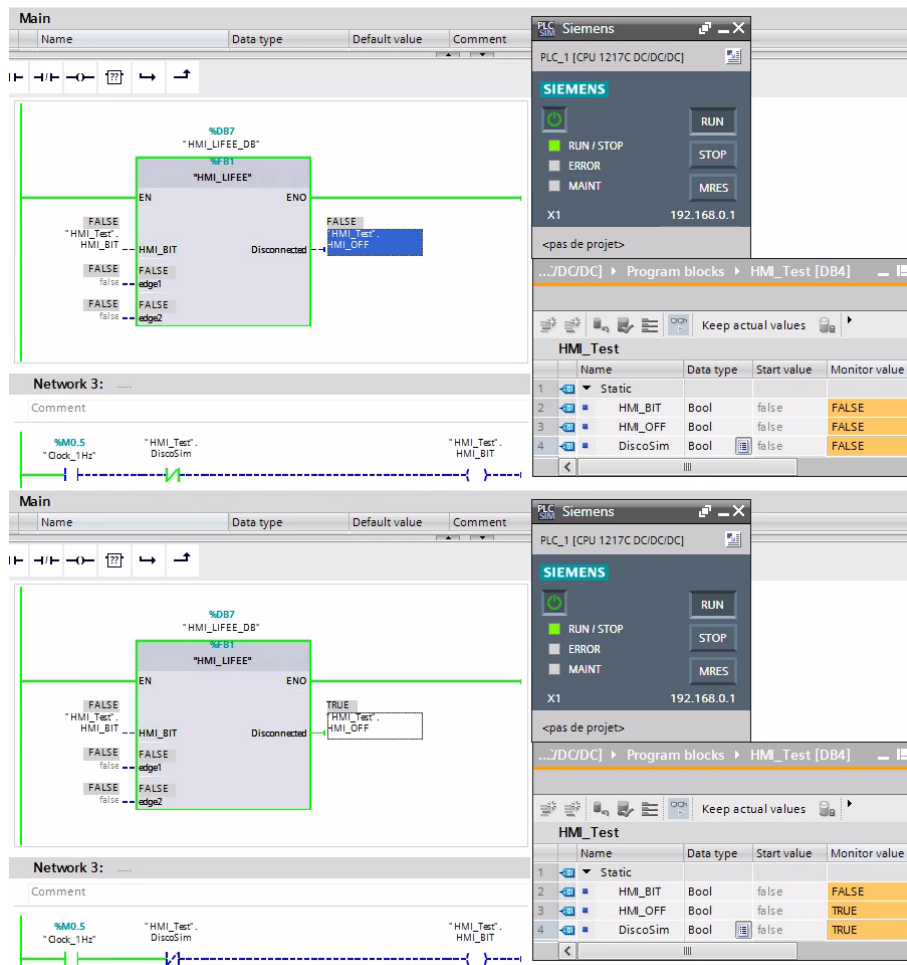 Main
Name Data type Default value Comment
%DB7
"HMI_LIFEE_DB"
%FB1
"HMI_LIFEE"
EN ENO
FALSE
"HMI_Test".
HMI_BIT HMI_BIT
FALSE FALSE
false edge1
FALSE FALSE
false edge2
FALSE
"HMI_Test".
Disconnected HMI_OFF
Network 3: .....
Comment
%M0.5
"Clock_1Hz"
"HMI_Test".
DiscoSim
"HMI_Test".
HMI_BIT
PLC SIM Siemens
PLC_1 [CPU 1217C DC/DC/DC]
SIEMENS
RUN
RUN / STOP
STOP
ERROR
MAINT
MRES
X1 192.168.0.1
<pas de projet>
.../DC/DC] Program blocks HMI_Test [DB4]
Keep actual values
HMI_Test
Name Data type Start value Monitor value
1 Static
2 HMI_BIT Bool false FALSE
3 HMI_OFF Bool false FALSE
4 DiscoSim Bool false FALSE
Main
Name Data type Default value Comment
%DB7
"HMI_LIFEE_DB"
%FB1
"HMI_LIFEE"
EN ENO
FALSE
"HMI_Test".
HMI_BIT HMI_BIT
FALSE FALSE
false edge1
FALSE FALSE
false edge2
TRUE
"HMI_Test".
Disconnected HMI_OFF
Network 3: .....
Comment
%M0.5
"Clock_1Hz"
"HMI_Test".
DiscoSim
"HMI_Test".
HMI_BIT
PLC SIM Siemens
PLC_1 [CPU 1217C DC/DC/DC]
SIEMENS
RUN
RUN / STOP
STOP
ERROR
MAINT
MRES
X1 192.168.0.1
<pas de projet>
.../DC/DC] Program blocks HMI_Test [DB4]
Keep actual values
HMI_Test
Name Data type Start value Monitor value
1 Static
2 HMI_BIT Bool false FALSE
3 HMI_OFF Bool false TRUE
4 DiscoSim Bool false TRUE